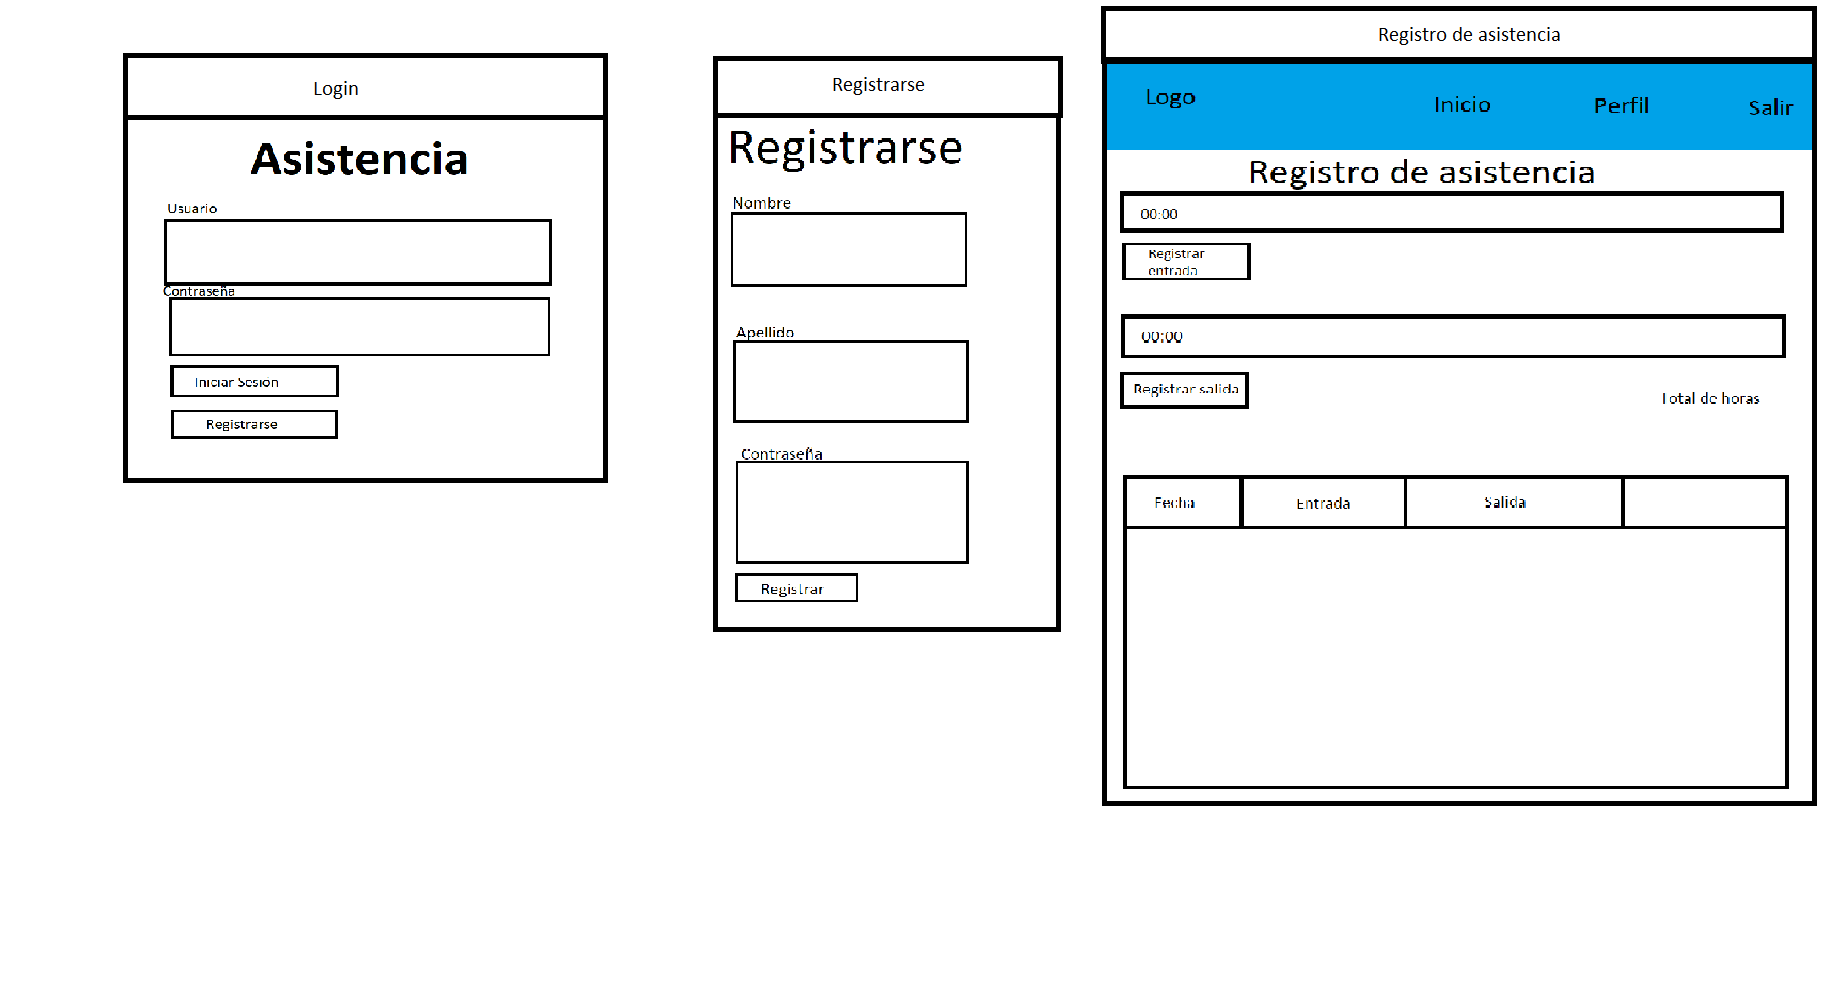 Login
Asistencia
Usuario
Contraseña
Iniciar Sesión
Registrarse
Registrarse
Registrarse
Nombre
Apellido
Contraseña
Registrar
Registro de asistencia
Logo Inicio Perfil Salir
Registro de asistencia
00:00
Registrar
entrada
00:00
Registrar salida
Total de horas
Fecha Entrada Salida